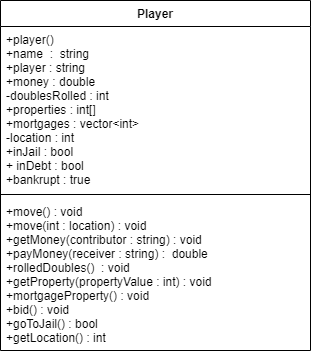 Player
+player()
+name  :  string
+player : string
+money : double
-doublesRolled : int
+properties : int[]
+mortgages : vector<int>
-location : int
+inJail : bool
+ inDebt : bool
+bankrupt : true
+move() : void
+move(int : location) : void
+getMoney(contributor : string) : void
+payMoney(receiver : string) :  double
+rolledDoubles()  : void
+getProperty(propertyValue : int) : void
+mortgageProperty() : void
+bid() : void
+goToJail() : bool
+getLocation() : int